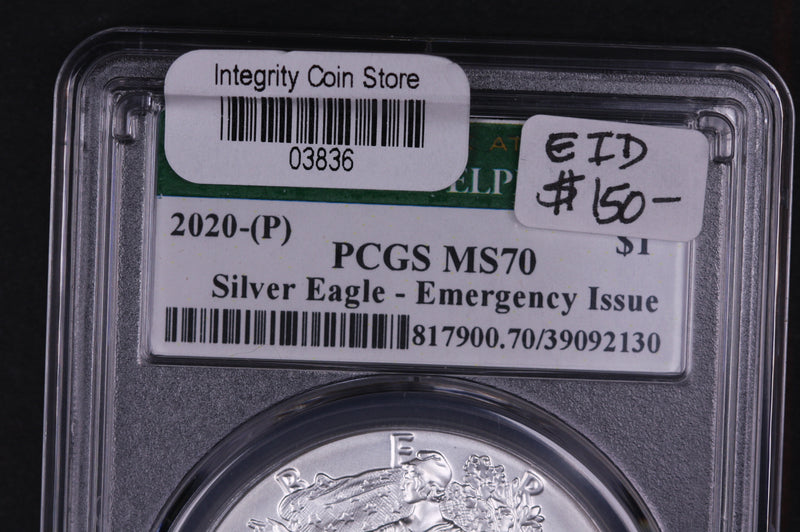 Integrity Coin Store
03836
EID
$150-
2020-(P)
$1
PCGS MS70
Silver Eagle - Emergency Issue
817900.70/39092130